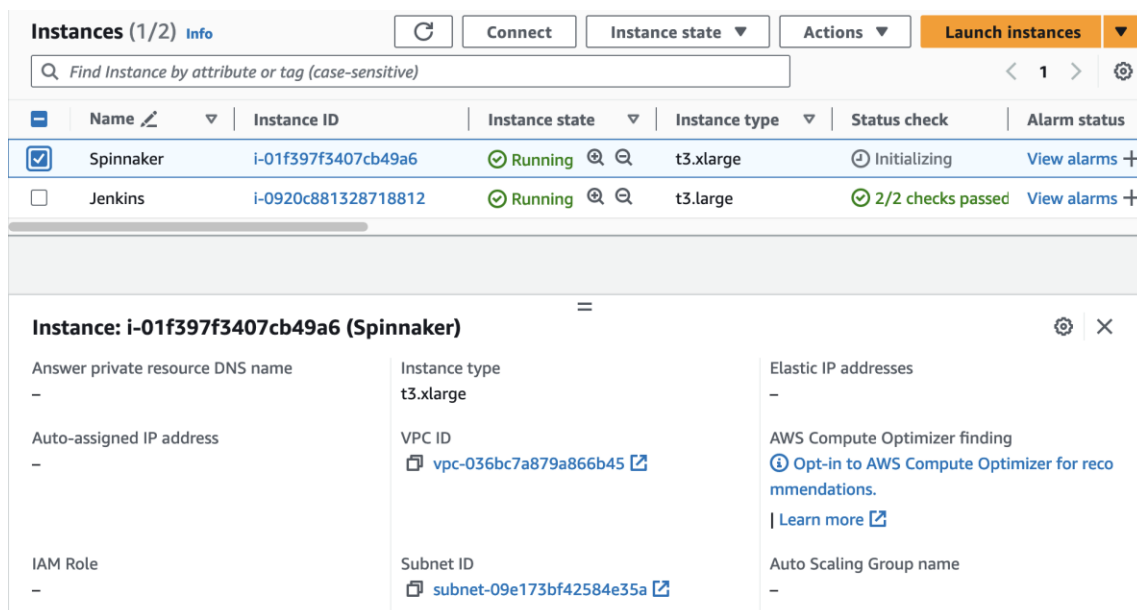 Instances (1/2) Info Connect Instance state ▼ Actions ▼ Launch instances ▼
Find Instance by attribute or tag (case-sensitive) < 1 >
Name Instance ID Instance state Instance type Status check Alarm status
Spinnaker i-01f397f3407cb49a6 Running t3.xlarge Initializing View alarms +
Jenkins i-0920c881328718812 Running t3.large 2/2 checks passed View alarms +
=
Instance: i-01f397f3407cb49a6 (Spinnaker)
Answer private resource DNS name Instance type Elastic IP addresses
– t3.xlarge –
Auto-assigned IP address VPC ID AWS Compute Optimizer finding
– vpc-036bc7a879a866b45 Opt-in to AWS Compute Optimizer for reco
mmendations.
| Learn more
IAM Role Subnet ID Auto Scaling Group name
– subnet-09e173bf42584e35a –